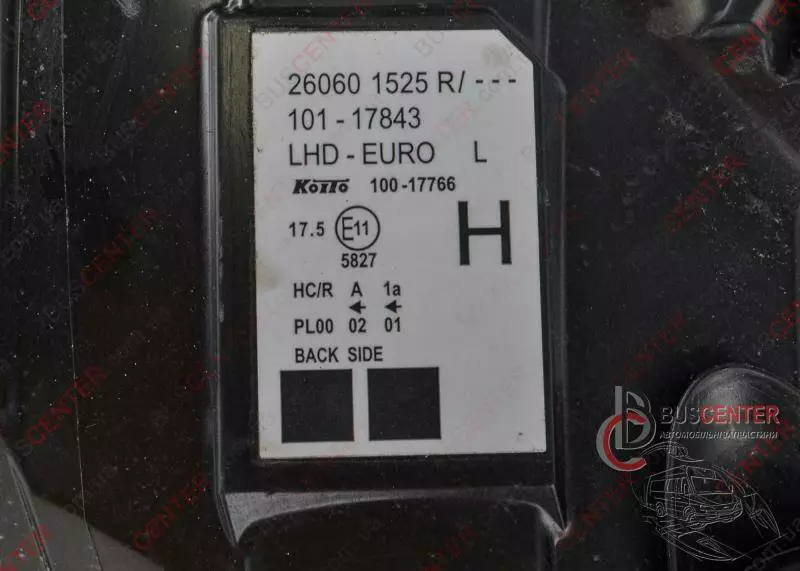 26060 1525 R/ - - -
101 - 17843
LHD - EURO L
KoiTo 100-17766
17.5 E11 H
5827
HC/R A 1a
PL00 02 01
BACK SIDE
BUSCENTER
АВТОМОБІЛЬНІ ЗАПЧАСТИНИ